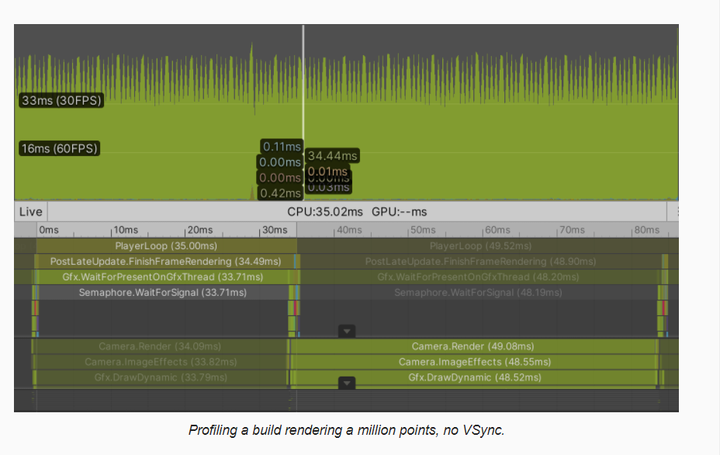 33ms (30FPS)
16ms (60FPS)
0.11ms
34.44ms
0.00ms
0.01ms
0.00ms
0.03ms
0.42ms
Live CPU:35.02ms GPU:--ms
0ms 10ms 20ms 30ms 40ms 50ms 60ms 70ms 80ms
PlayerLoop (35.00ms) PlayerLoop (49.52ms)
PostLateUpdate.FinishFrameRendering (34.49ms) PostLateUpdate.FinishFrameRendering (48.90ms)
Gfx.WaitForPresentOnGfxThread (33.71ms) Gfx.WaitForPresentOnGfxThread (48.20ms)
Semaphore.WaitForSignal (33.71ms) Semaphore.WaitForSignal (48.19ms)
Camera.Render (34.09ms) Camera.Render (49.08ms)
Camera.ImageEffects (33.82ms) Camera.ImageEffects (48.55ms)
Gfx.DrawDynamic (33.79ms) Gfx.DrawDynamic (48.52ms)
Profiling a build rendering a million points, no VSync.